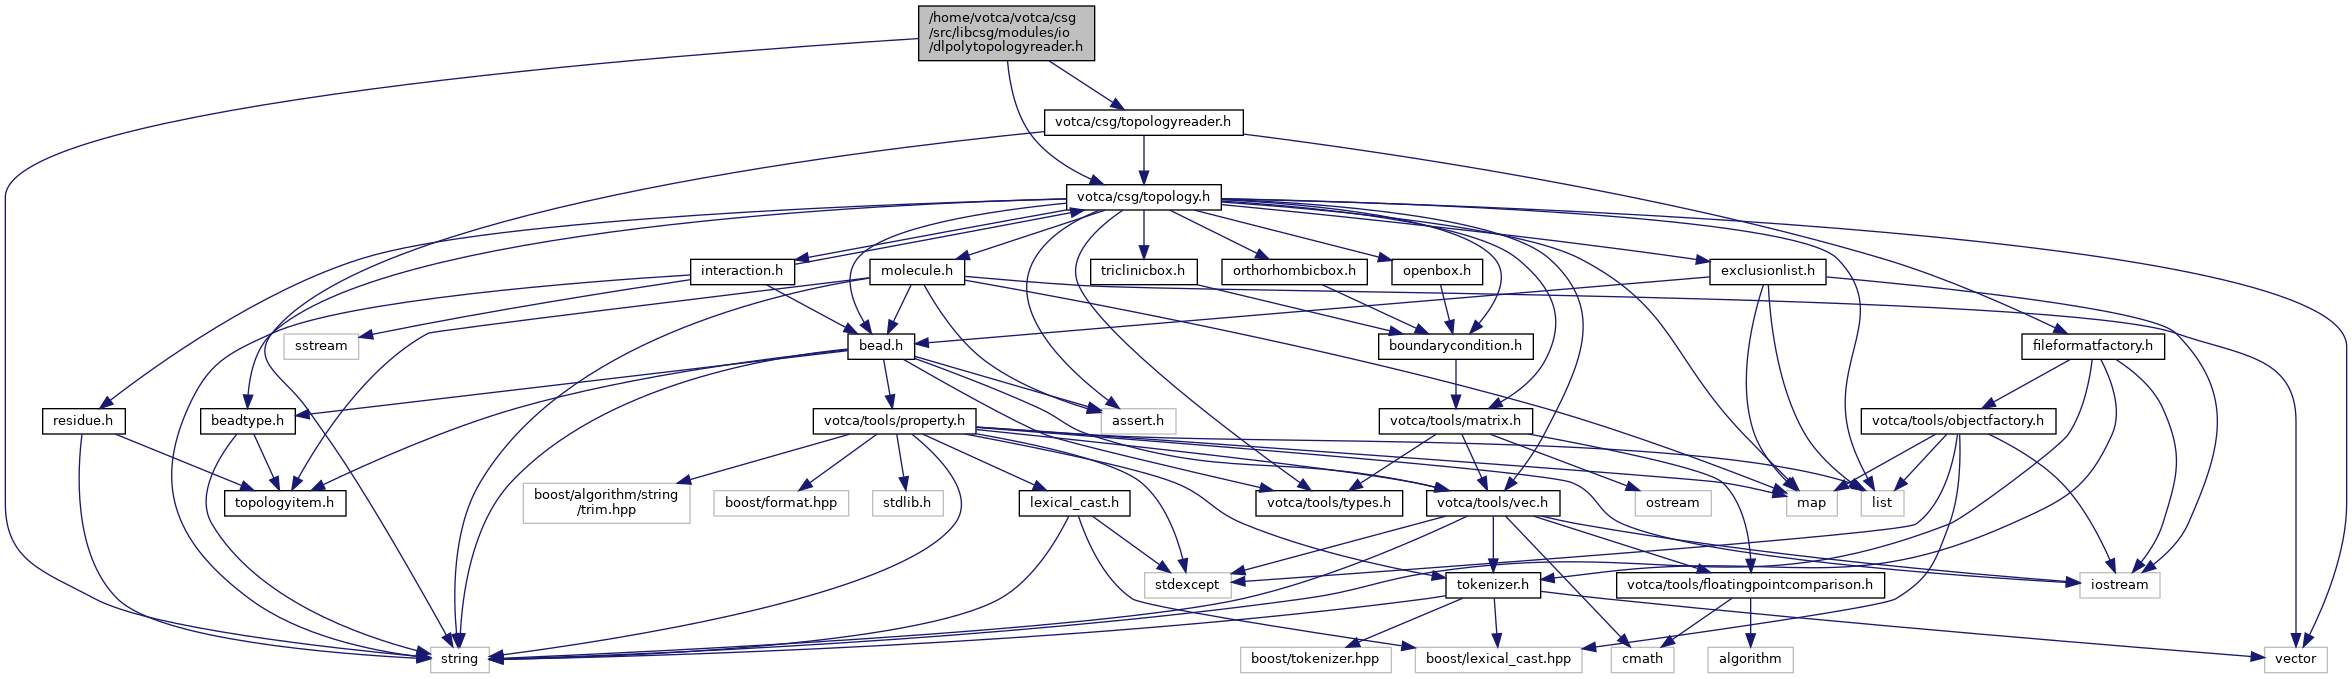 /home/votca/votca/csg
/src/libcsg/modules/io
/dlpolytopologyreader.h
votca/csg/topologyreader.h
votca/csg/topology.h
interaction.h
molecule.h
triclinicbox.h
orthorhombicbox.h
openbox.h
exclusionlist.h
sstream
bead.h
boundarycondition.h
fileformatfactory.h
residue.h
beadtype.h
votca/tools/property.h
assert.h
votca/tools/matrix.h
votca/tools/objectfactory.h
topologyitem.h
boost/algorithm/string
/trim.hpp
boost/format.hpp
stdlib.h
lexical_cast.h
votca/tools/types.h
votca/tools/vec.h
ostream
map
list
stdexcept
tokenizer.h
votca/tools/floatingpointcomparison.h
iostream
string
boost/tokenizer.hpp
boost/lexical_cast.hpp
cmath
algorithm
vector